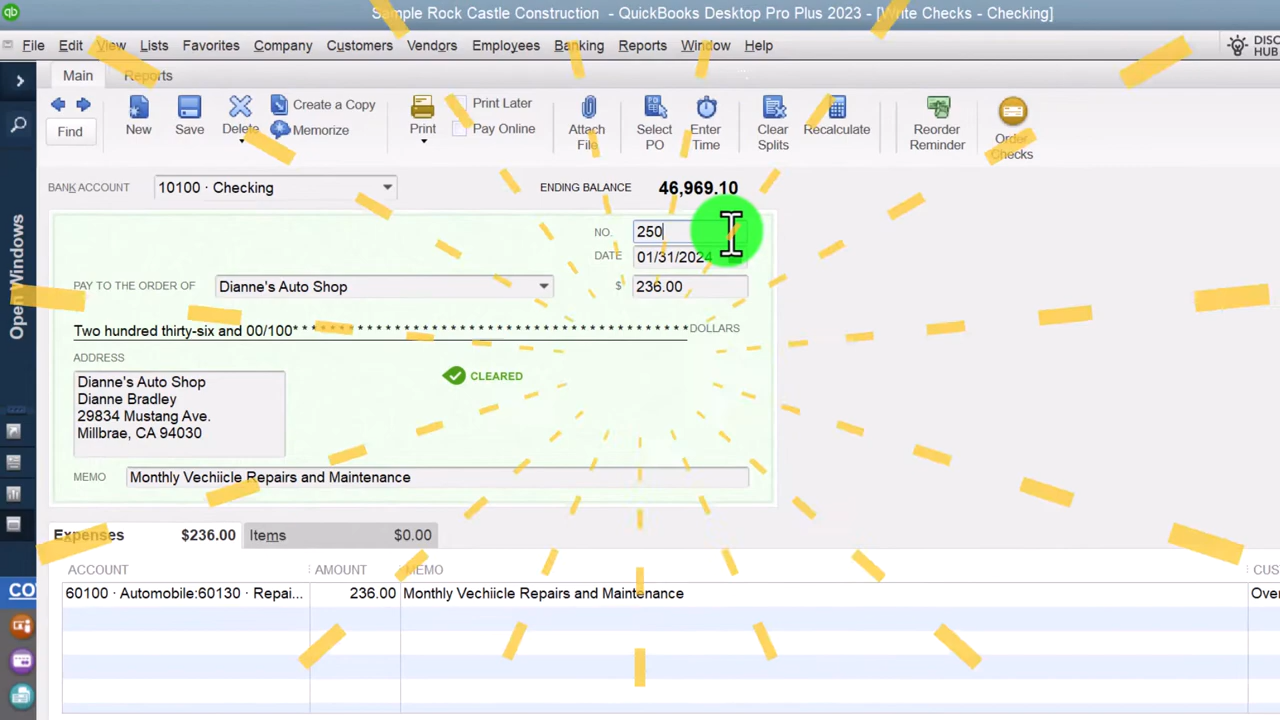 qb
Sample Rock Castle Construction - QuickBooks Desktop Pro Plus 2023 - [Write Checks - Checking]
File Edit View Lists Favorites Company Customers Vendors Employees Banking Reports Window Help
DISC
HUB
Main Reports
Find
New
Save
Delete
Create a Copy
Memorize
Print
Print Later
Pay Online
Attach File
Select PO
Enter Time
Clear Splits
Recalculate
Reorder Reminder
Order Checks
BANK ACCOUNT 10100 · Checking ENDING BALANCE 46,969.10
NO. 250
DATE 01/31/2024
PAY TO THE ORDER OF Dianne's Auto Shop $ 236.00
Two hundred thirty-six and 00/100* * * * * * * * * * * * * * * * * * * * * * * * * * * * * * * * * * * * * * * * * * DOLLARS
ADDRESS
Dianne's Auto Shop
Dianne Bradley
29834 Mustang Ave.
Millbrae, CA 94030
CLEARED
MEMO Monthly Vechiicle Repairs and Maintenance
Expenses $236.00 Items $0.00
ACCOUNT AMOUNT MEMO CUS
60100 · Automobile:60130 · Repai... 236.00 Monthly Vechiicle Repairs and Maintenance Over
Open Windows
CO